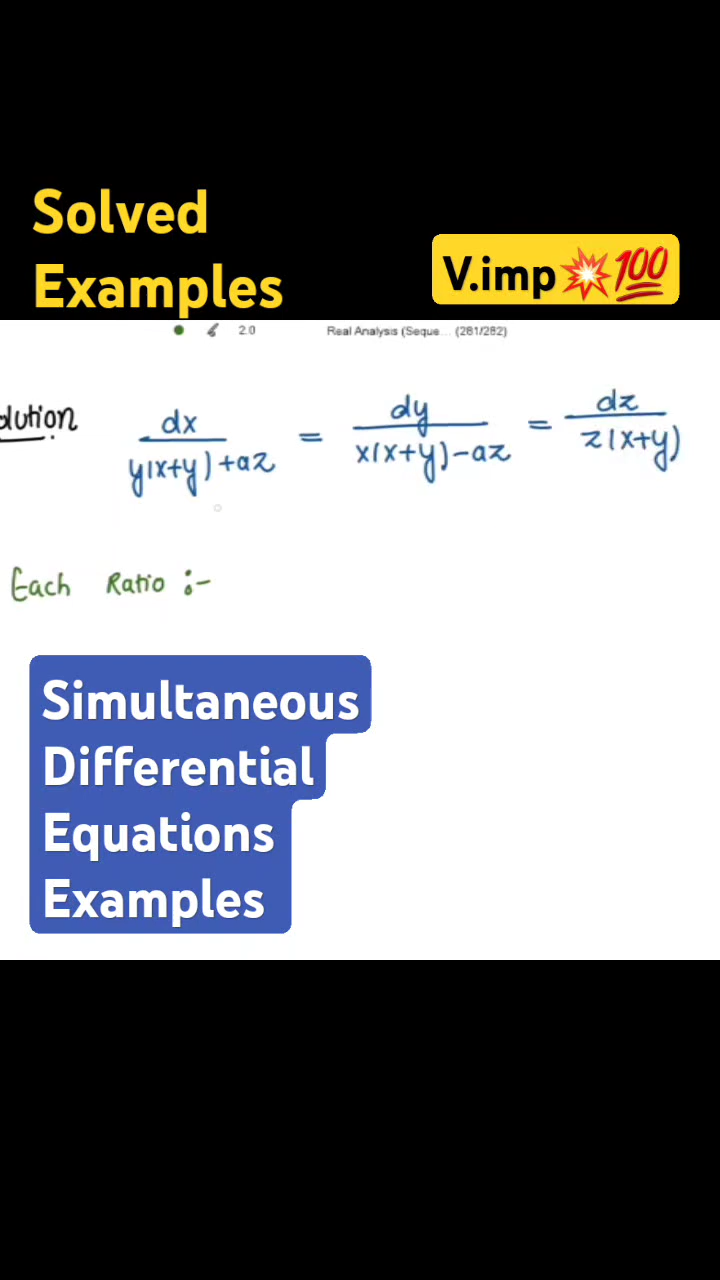 Solved
Examples
V.imp💥💯
2.0 Real Analysis (Seque... (281/282)
olution
dx/y(x+y)+az = dy/x(x+y)-az = dz/z(x+y)
Each Ratio :-
Simultaneous
Differential
Equations
Examples